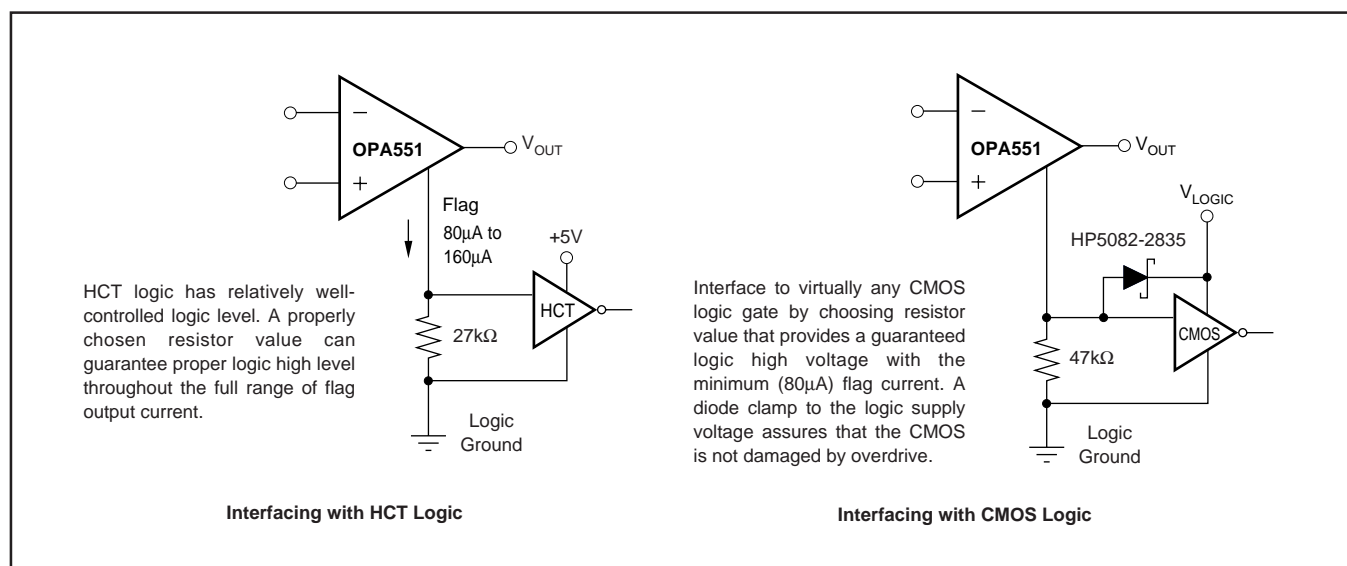 −
OPA551
+
VOUT
Flag
80µA to
160µA
+5V
HCT
27kΩ
Logic
Ground
HCT logic has relatively well-
controlled logic level. A properly
chosen resistor value can
guarantee proper logic high level
throughout the full range of flag
output current.
Interfacing with HCT Logic
−
OPA551
+
VOUT
VLOGIC
HP5082-2835
CMOS
47kΩ
Logic
Ground
Interface to virtually any CMOS
logic gate by choosing resistor
value that provides a guaranteed
logic high voltage with the
minimum (80µA) flag current. A
diode clamp to the logic supply
voltage assures that the CMOS
is not damaged by overdrive.
Interfacing with CMOS Logic